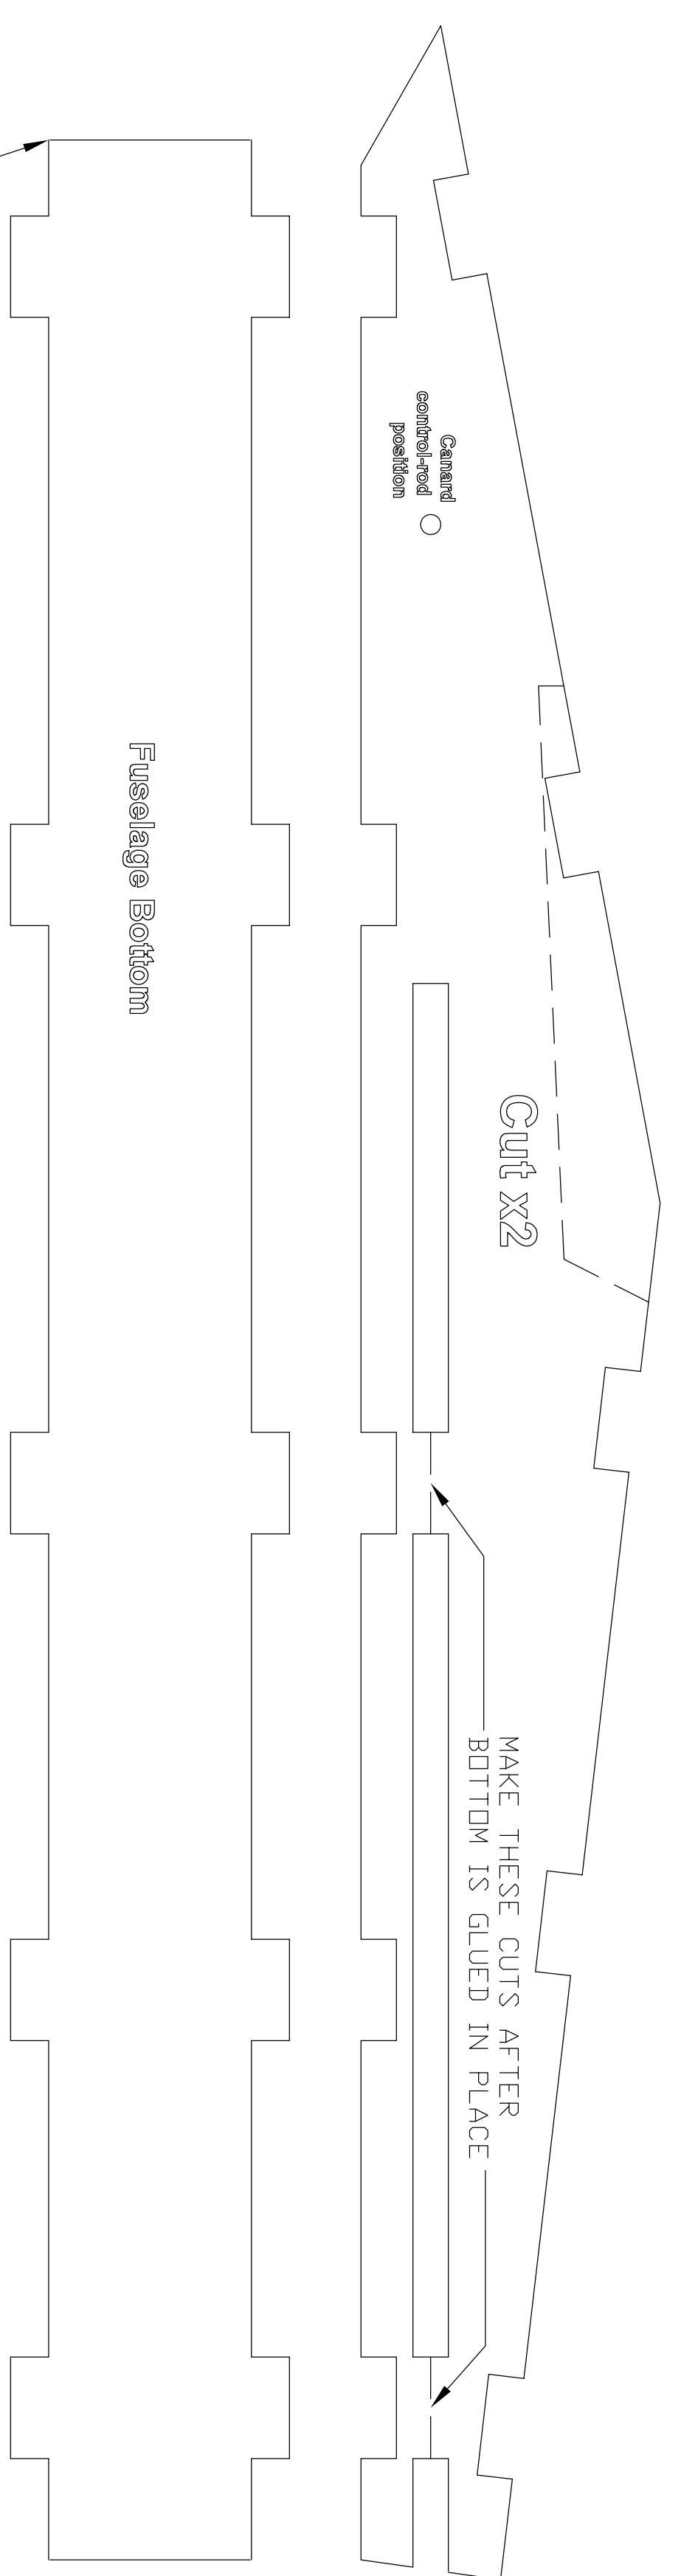 Canard
control-rod
position
Fuselage Bottom
Cut x2
MAKE THESE CUTS AFTER
BOTTOM IS GLUED IN PLACE